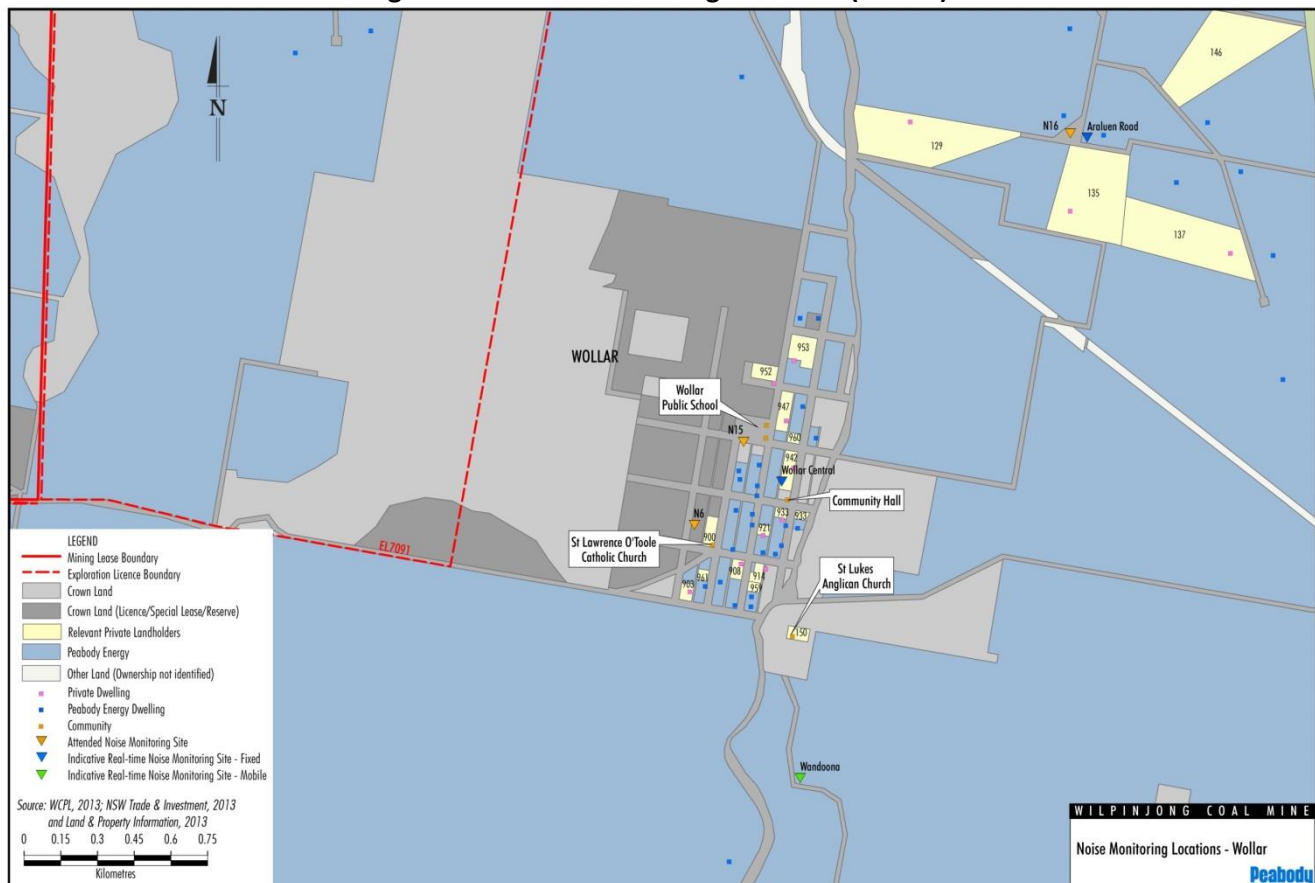 N
146
N16
Araluen Road
129
135
137
WOLLAR
953
952
Wollar
Public School
947
N15
960
942
Wollar Central
Community Hall
933
921
N6
900
St Lawrence O'Toole
Catholic Church
EL7091
908
914
961
959
903
St Lukes
Anglican Church
150
Wandoona
LEGEND
Mining Lease Boundary
Exploration Licence Boundary
Crown Land
Crown Land (Licence/Special Lease/Reserve)
Relevant Private Landholders
Peabody Energy
Other Land (Ownership not identified)
Private Dwelling
Peabody Energy Dwelling
Community
Attended Noise Monitoring Site
Indicative Real-time Noise Monitoring Site - Fixed
Indicative Real-time Noise Monitoring Site - Mobile
Source: WCPL, 2013; NSW Trade & Investment, 2013
and Land & Property Information, 2013
0 0.15 0.3 0.45 0.6 0.75
Kilometres
WILPINJONG COAL MINE
Noise Monitoring Locations - Wollar
Peabody